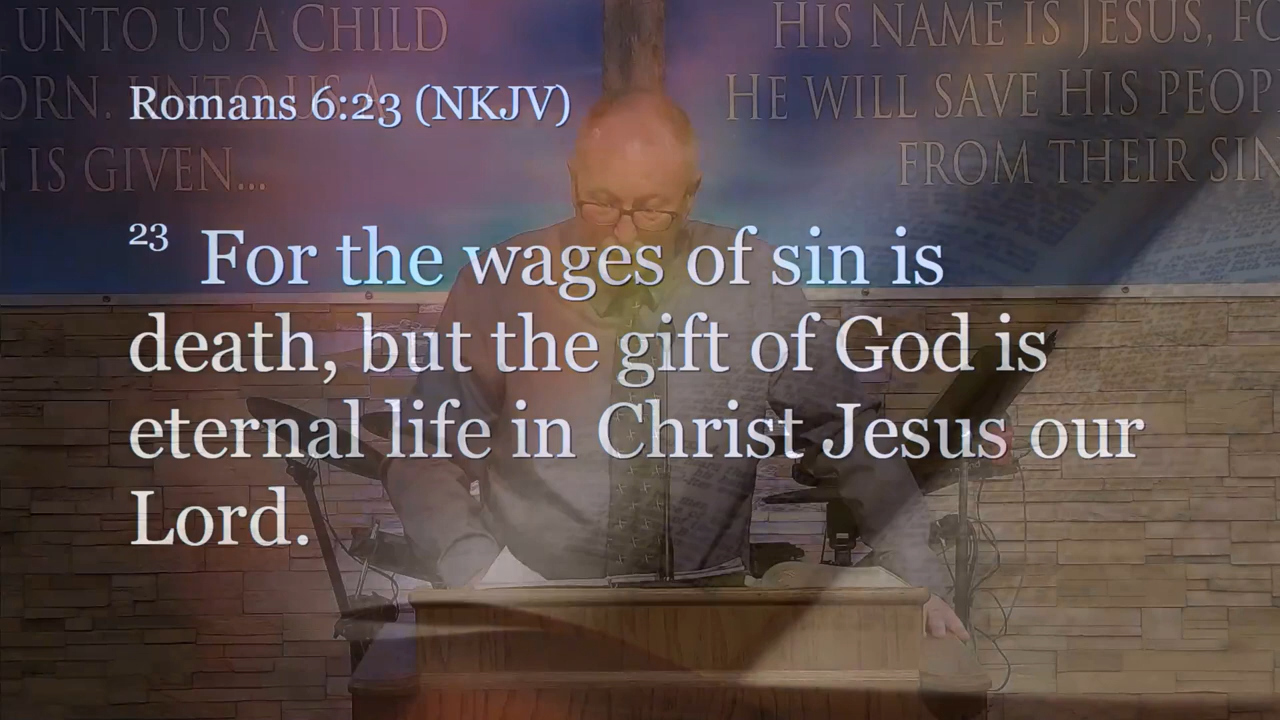 UNTO US A CHILD
ORN. UNTO US A
N IS GIVEN...
HIS NAME IS JESUS, FO
HE WILL SAVE HIS PEOP
FROM THEIR SIN
Romans 6:23 (NKJV)
23 For the wages of sin is
death, but the gift of God is
eternal life in Christ Jesus our
Lord.